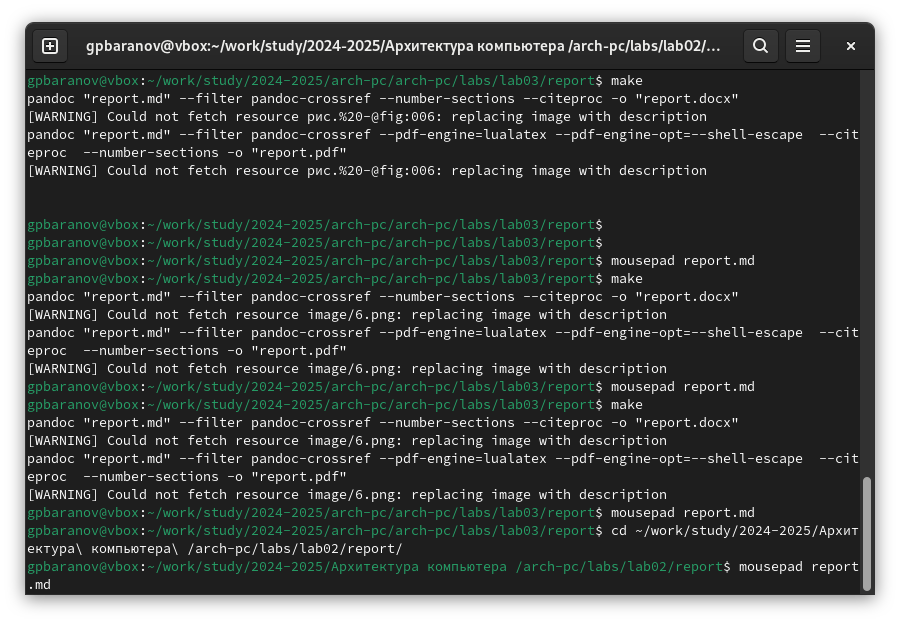 gpbaranov@vbox:~/work/study/2024-2025/Архитектура компьютера /arch-pc/labs/lab02/...
gpbaranov@vbox:~/work/study/2024-2025/arch-pc/arch-pc/labs/lab03/report$ make
pandoc "report.md" --filter pandoc-crossref --number-sections --citeproc -o "report.docx"
[WARNING] Could not fetch resource рис.%20-@fig:006: replacing image with description
pandoc "report.md" --filter pandoc-crossref --pdf-engine=lualatex --pdf-engine-opt=--shell-escape  --cit
eproc  --number-sections -o "report.pdf"
[WARNING] Could not fetch resource рис.%20-@fig:006: replacing image with description
gpbaranov@vbox:~/work/study/2024-2025/arch-pc/arch-pc/labs/lab03/report$
gpbaranov@vbox:~/work/study/2024-2025/arch-pc/arch-pc/labs/lab03/report$
gpbaranov@vbox:~/work/study/2024-2025/arch-pc/arch-pc/labs/lab03/report$ mousepad report.md
gpbaranov@vbox:~/work/study/2024-2025/arch-pc/arch-pc/labs/lab03/report$ make
pandoc "report.md" --filter pandoc-crossref --number-sections --citeproc -o "report.docx"
[WARNING] Could not fetch resource image/6.png: replacing image with description
pandoc "report.md" --filter pandoc-crossref --pdf-engine=lualatex --pdf-engine-opt=--shell-escape  --cit
eproc  --number-sections -o "report.pdf"
[WARNING] Could not fetch resource image/6.png: replacing image with description
gpbaranov@vbox:~/work/study/2024-2025/arch-pc/arch-pc/labs/lab03/report$ mousepad report.md
gpbaranov@vbox:~/work/study/2024-2025/arch-pc/arch-pc/labs/lab03/report$ make
pandoc "report.md" --filter pandoc-crossref --number-sections --citeproc -o "report.docx"
[WARNING] Could not fetch resource image/6.png: replacing image with description
pandoc "report.md" --filter pandoc-crossref --pdf-engine=lualatex --pdf-engine-opt=--shell-escape  --cit
eproc  --number-sections -o "report.pdf"
[WARNING] Could not fetch resource image/6.png: replacing image with description
gpbaranov@vbox:~/work/study/2024-2025/arch-pc/arch-pc/labs/lab03/report$ mousepad report.md
gpbaranov@vbox:~/work/study/2024-2025/arch-pc/arch-pc/labs/lab03/report$ cd ~/work/study/2024-2025/Архит
ектура\ компьютера\ /arch-pc/labs/lab02/report/
gpbaranov@vbox:~/work/study/2024-2025/Архитектура компьютера /arch-pc/labs/lab02/report$ mousepad report
.md